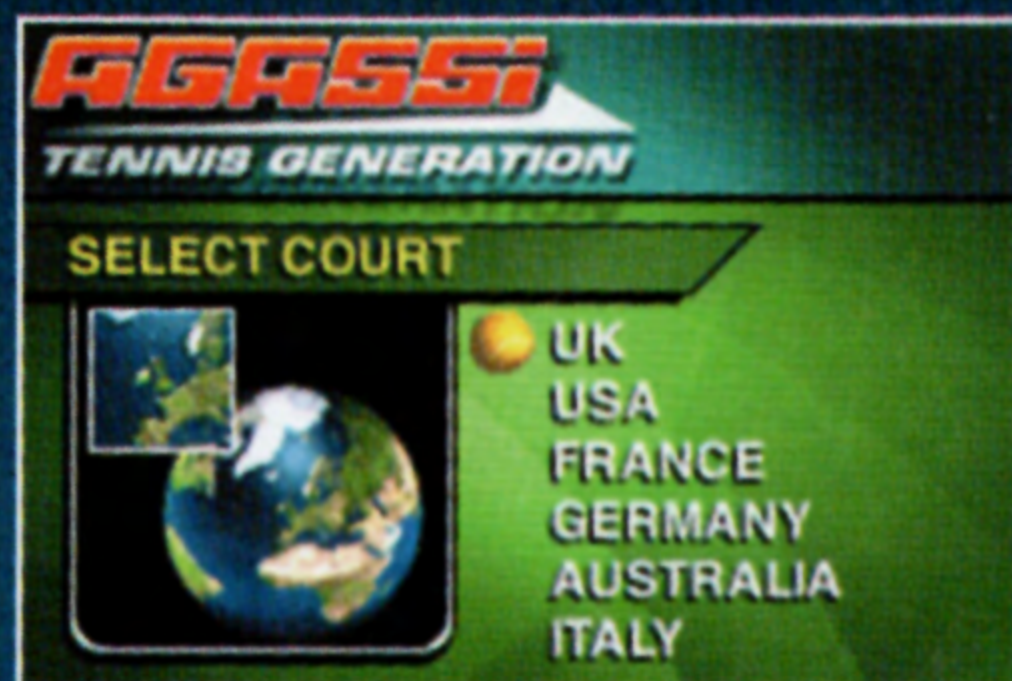 AGASSI
TENNIS GENERATION
SELECT COURT
UK
USA
FRANCE
GERMANY
AUSTRALIA
ITALY